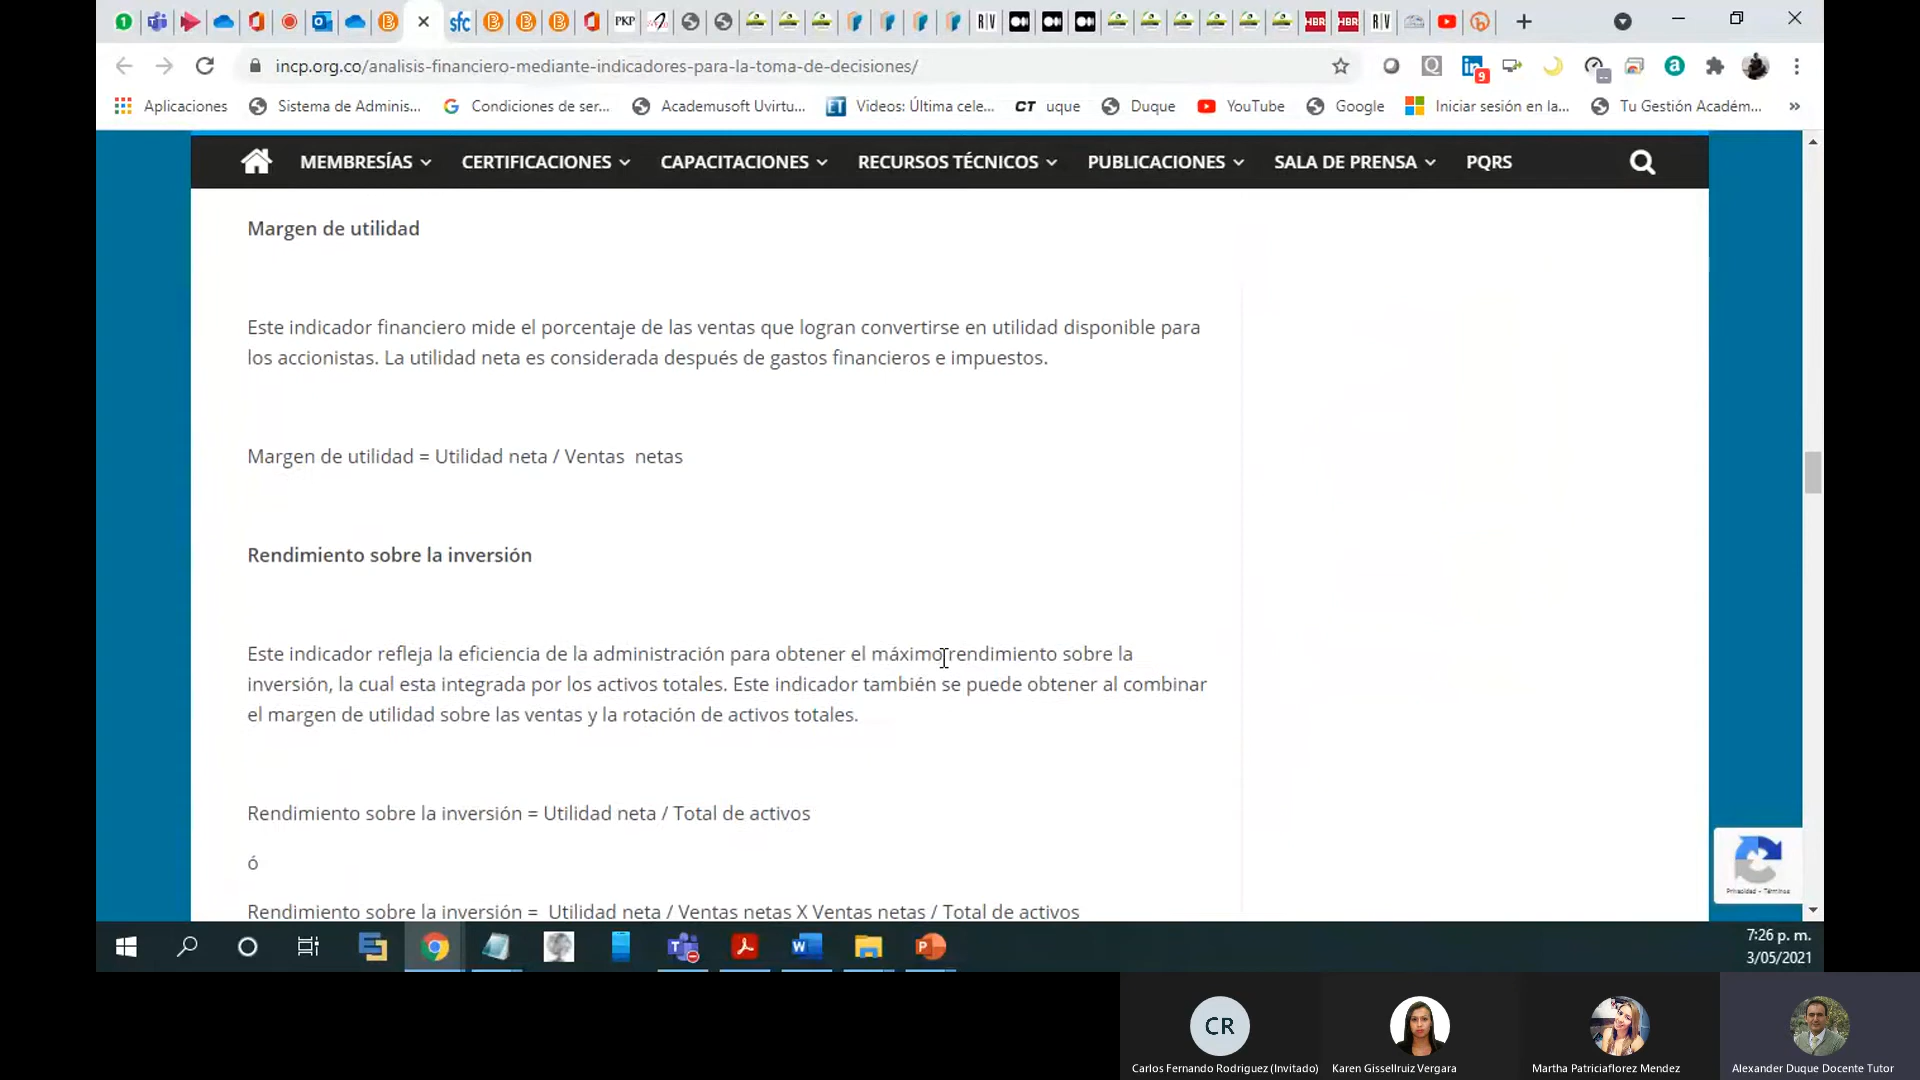 incp.org.co/analisis-financiero-mediante-indicadores-para-la-toma-de-decisiones/
9
Aplicaciones Sistema de Adminis... Condiciones de ser... Academusoft Uvirtu... ET Videos: Última cele... CT uque Duque YouTube Google Iniciar sesión en la... Tu Gestión Académ... »
MEMBRESÍAS CERTIFICACIONES CAPACITACIONES RECURSOS TÉCNICOS PUBLICACIONES SALA DE PRENSA PQRS
Margen de utilidad
Este indicador financiero mide el porcentaje de las ventas que logran convertirse en utilidad disponible para
los accionistas. La utilidad neta es considerada después de gastos financieros e impuestos.
Margen de utilidad = Utilidad neta / Ventas  netas
Rendimiento sobre la inversión
Este indicador refleja la eficiencia de la administración para obtener el máximo rendimiento sobre la
inversión, la cual esta integrada por los activos totales. Este indicador también se puede obtener al combinar
el margen de utilidad sobre las ventas y la rotación de activos totales.
Rendimiento sobre la inversión = Utilidad neta / Total de activos
ó
Rendimiento sobre la inversión =  Utilidad neta / Ventas netas X Ventas netas / Total de activos
Privacidad - Términos
7:26 p. m.
3/05/2021
CR
Carlos Fernando Rodriguez (Invitado) Karen Gissellruiz Vergara Martha Patriciaflorez Mendez Alexander Duque Docente Tutor